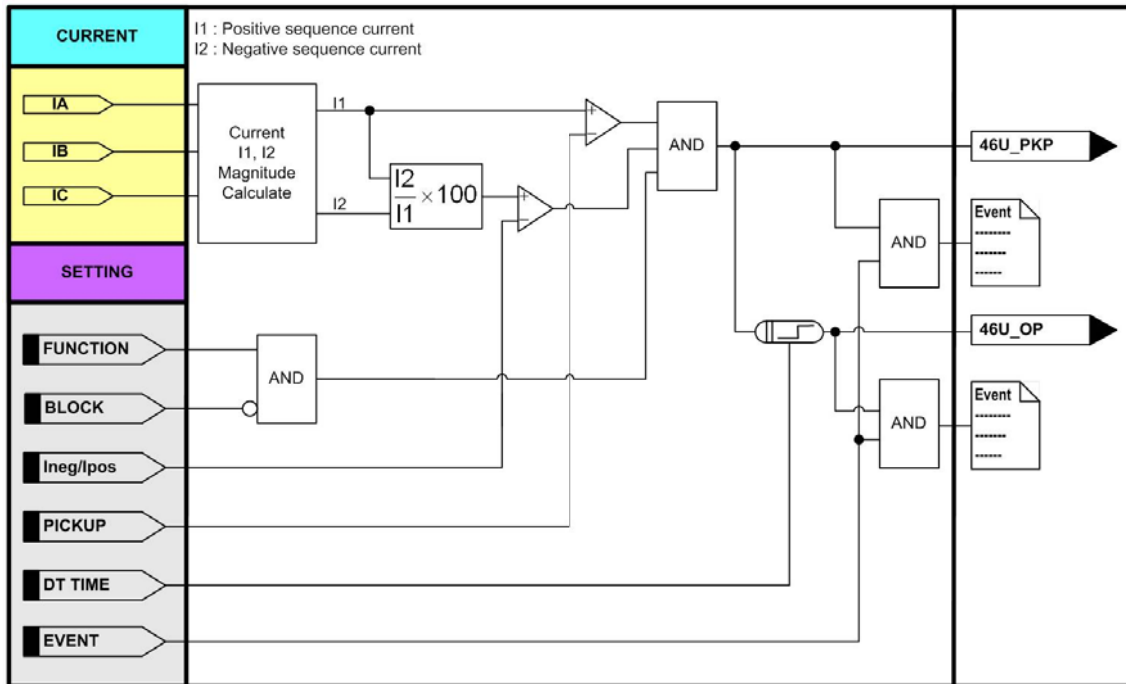 CURRENT
I1 : Positive sequence current
I2 : Negative sequence current
IA
IB
IC
Current
I1, I2
Magnitude
Calculate
I1
I2
I2
I1
×100
AND
46U_PKP
AND
Event
--------
-------
------
SETTING
FUNCTION
BLOCK
AND
46U_OP
AND
Event
--------
-------
------
Ineg/Ipos
PICKUP
DT TIME
EVENT